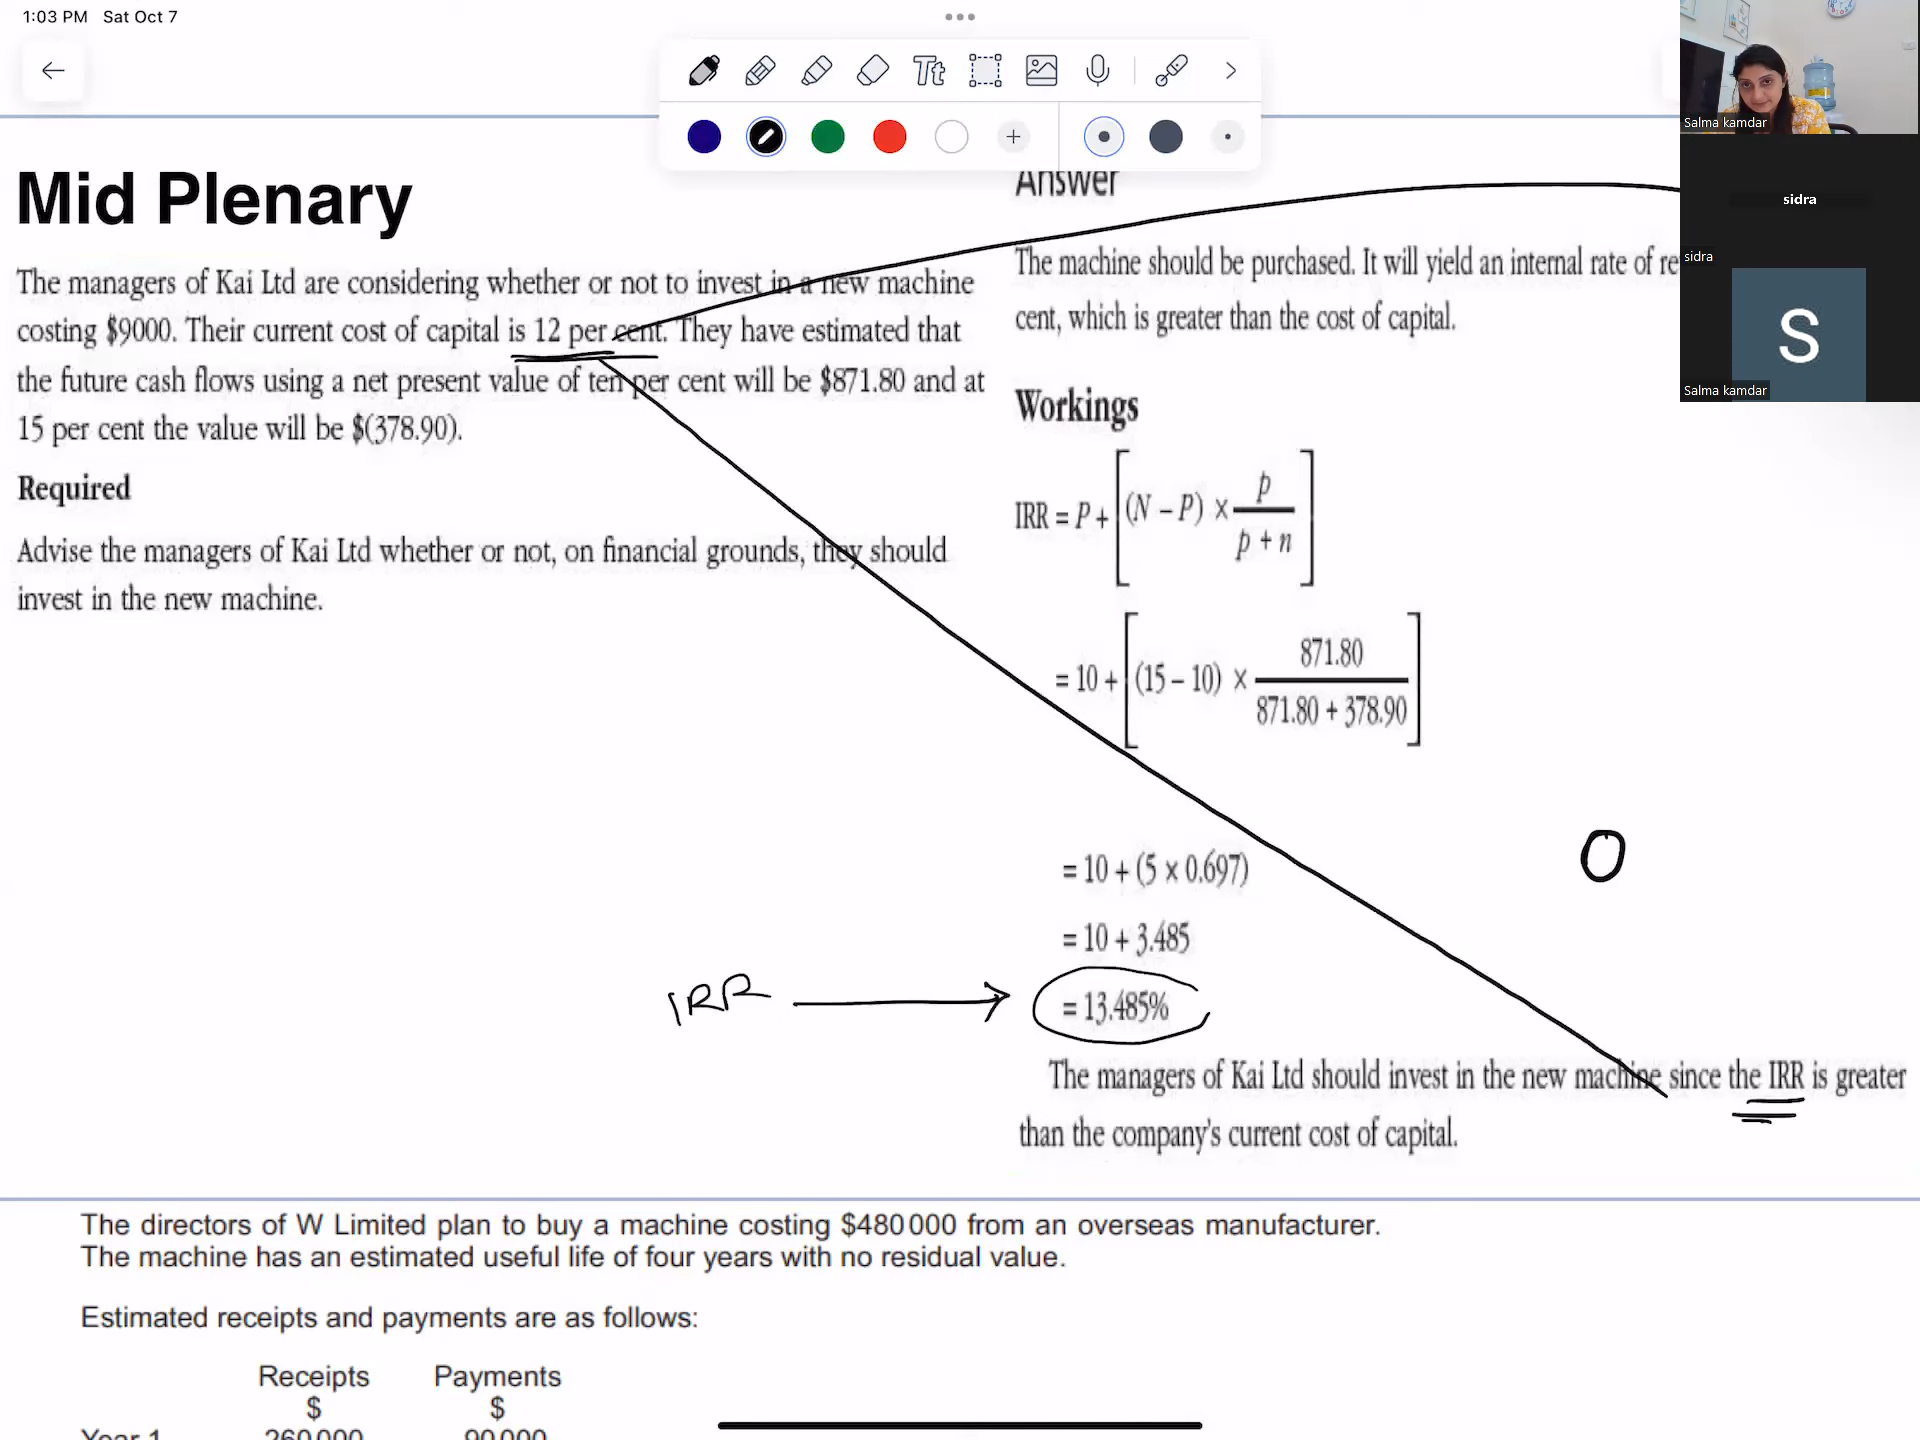 1:03 PM Sat Oct 7
Tt
Salma kamdar
sidra
sidra
S
Salma kamdar
Mid Plenary
The managers of Kai Ltd are considering whether or not to invest in a new machine
costing $9000. Their current cost of capital is 12 per cent. They have estimated that
the future cash flows using a net present value of ten per cent will be $871.80 and at
15 per cent the value will be $(378.90).
Required
Advise the managers of Kai Ltd whether or not, on financial grounds, they should
invest in the new machine.
Answer
The machine should be purchased. It will yield an internal rate of re
cent, which is greater than the cost of capital.
Workings
IRR = P + [(N – P) × p / p + n]
= 10 + [(15 – 10) × 871.80 / 871.80 + 378.90]
= 10 + (5 × 0.697)
= 10 + 3.485
IRR
= 13.485%
O
The managers of Kai Ltd should invest in the new machine since the IRR is greater
than the company's current cost of capital.
The directors of W Limited plan to buy a machine costing $480 000 from an overseas manufacturer.
The machine has an estimated useful life of four years with no residual value.
Estimated receipts and payments are as follows:
Receipts Payments
$ $
Year 1 260 000 90 000